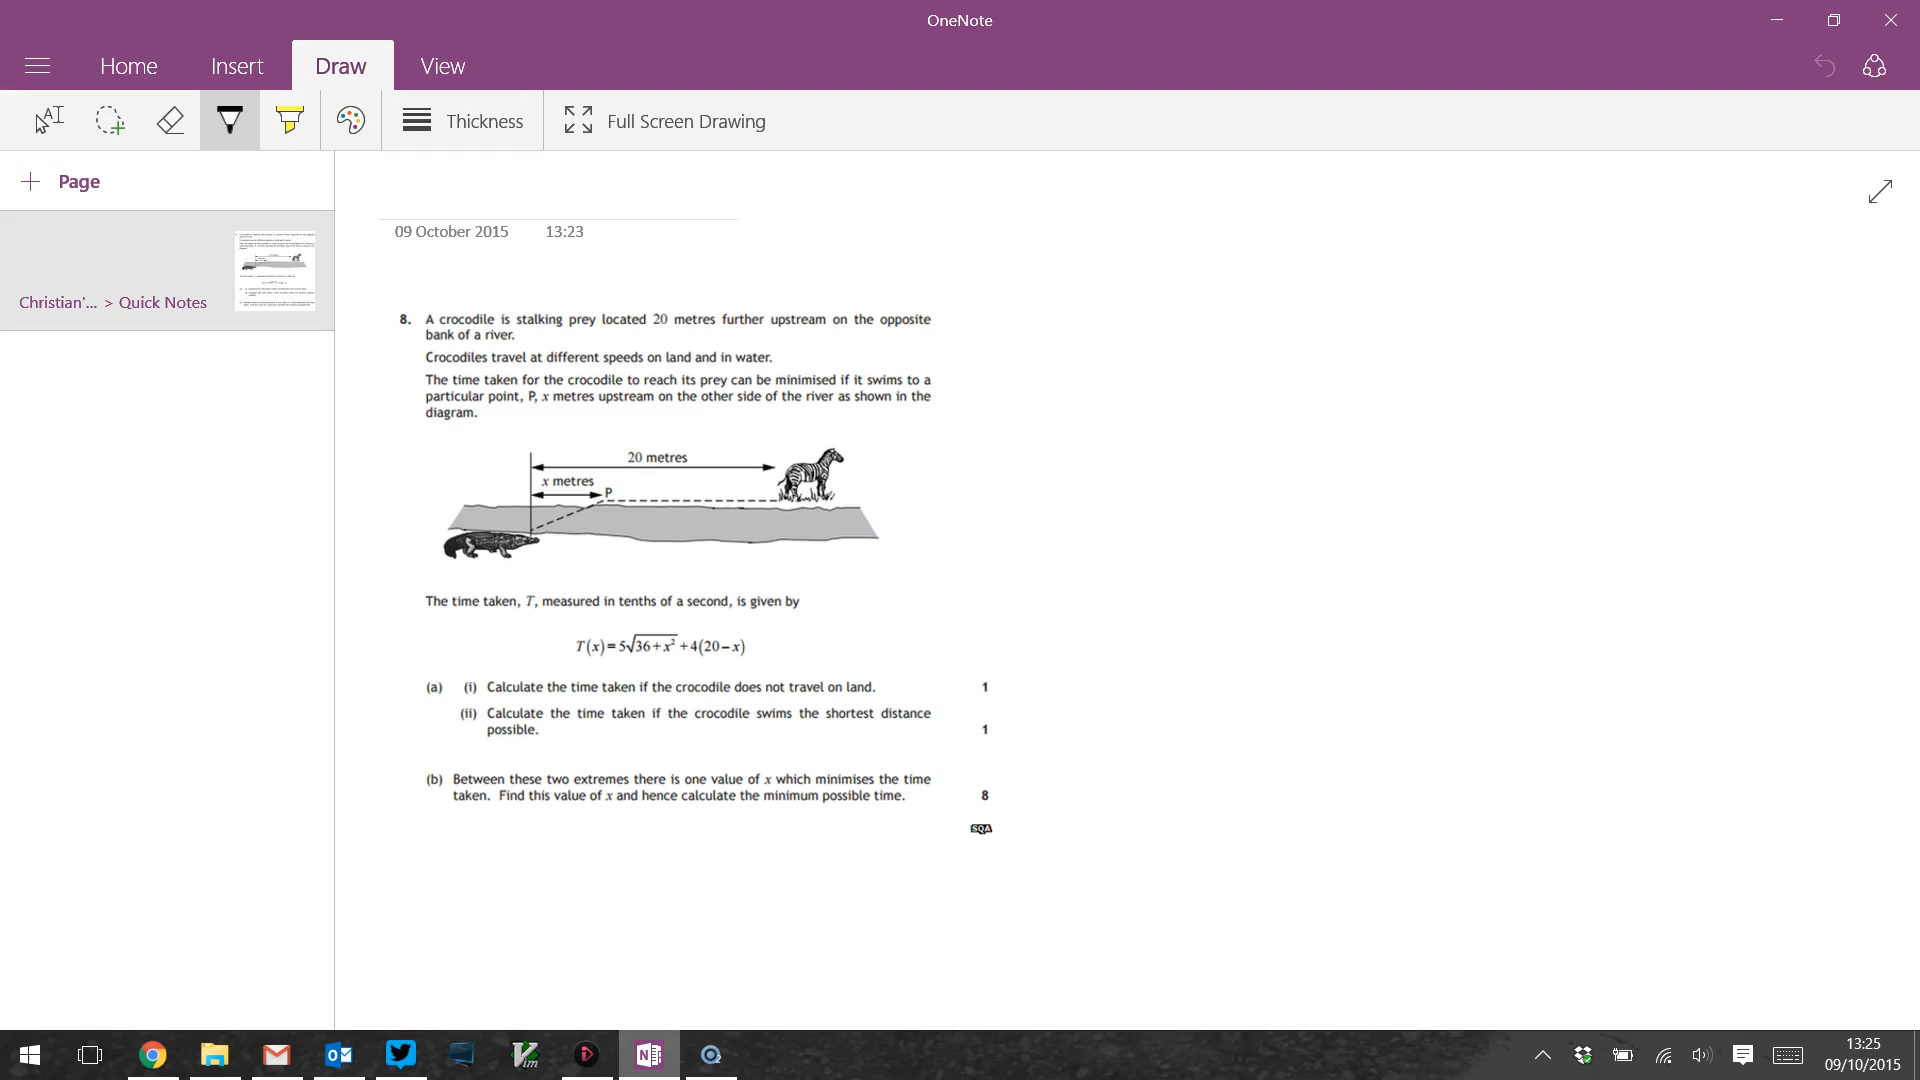 OneNote
Home Insert Draw View
Thickness Full Screen Drawing
Page
Christian'... > Quick Notes
09 October 2015 13:23
8. A crocodile is stalking prey located 20 metres further upstream on the opposite
bank of a river.
Crocodiles travel at different speeds on land and in water.
The time taken for the crocodile to reach its prey can be minimised if it swims to a
particular point, P, x metres upstream on the other side of the river as shown in the
diagram.
20 metres
x metres
P
The time taken, T, measured in tenths of a second, is given by
T(x)=5√36+x² +4(20−x)
(a) (i) Calculate the time taken if the crocodile does not travel on land. 1
(ii) Calculate the time taken if the crocodile swims the shortest distance
possible. 1
(b) Between these two extremes there is one value of x which minimises the time
taken. Find this value of x and hence calculate the minimum possible time. 8
SQA
13:25
09/10/2015